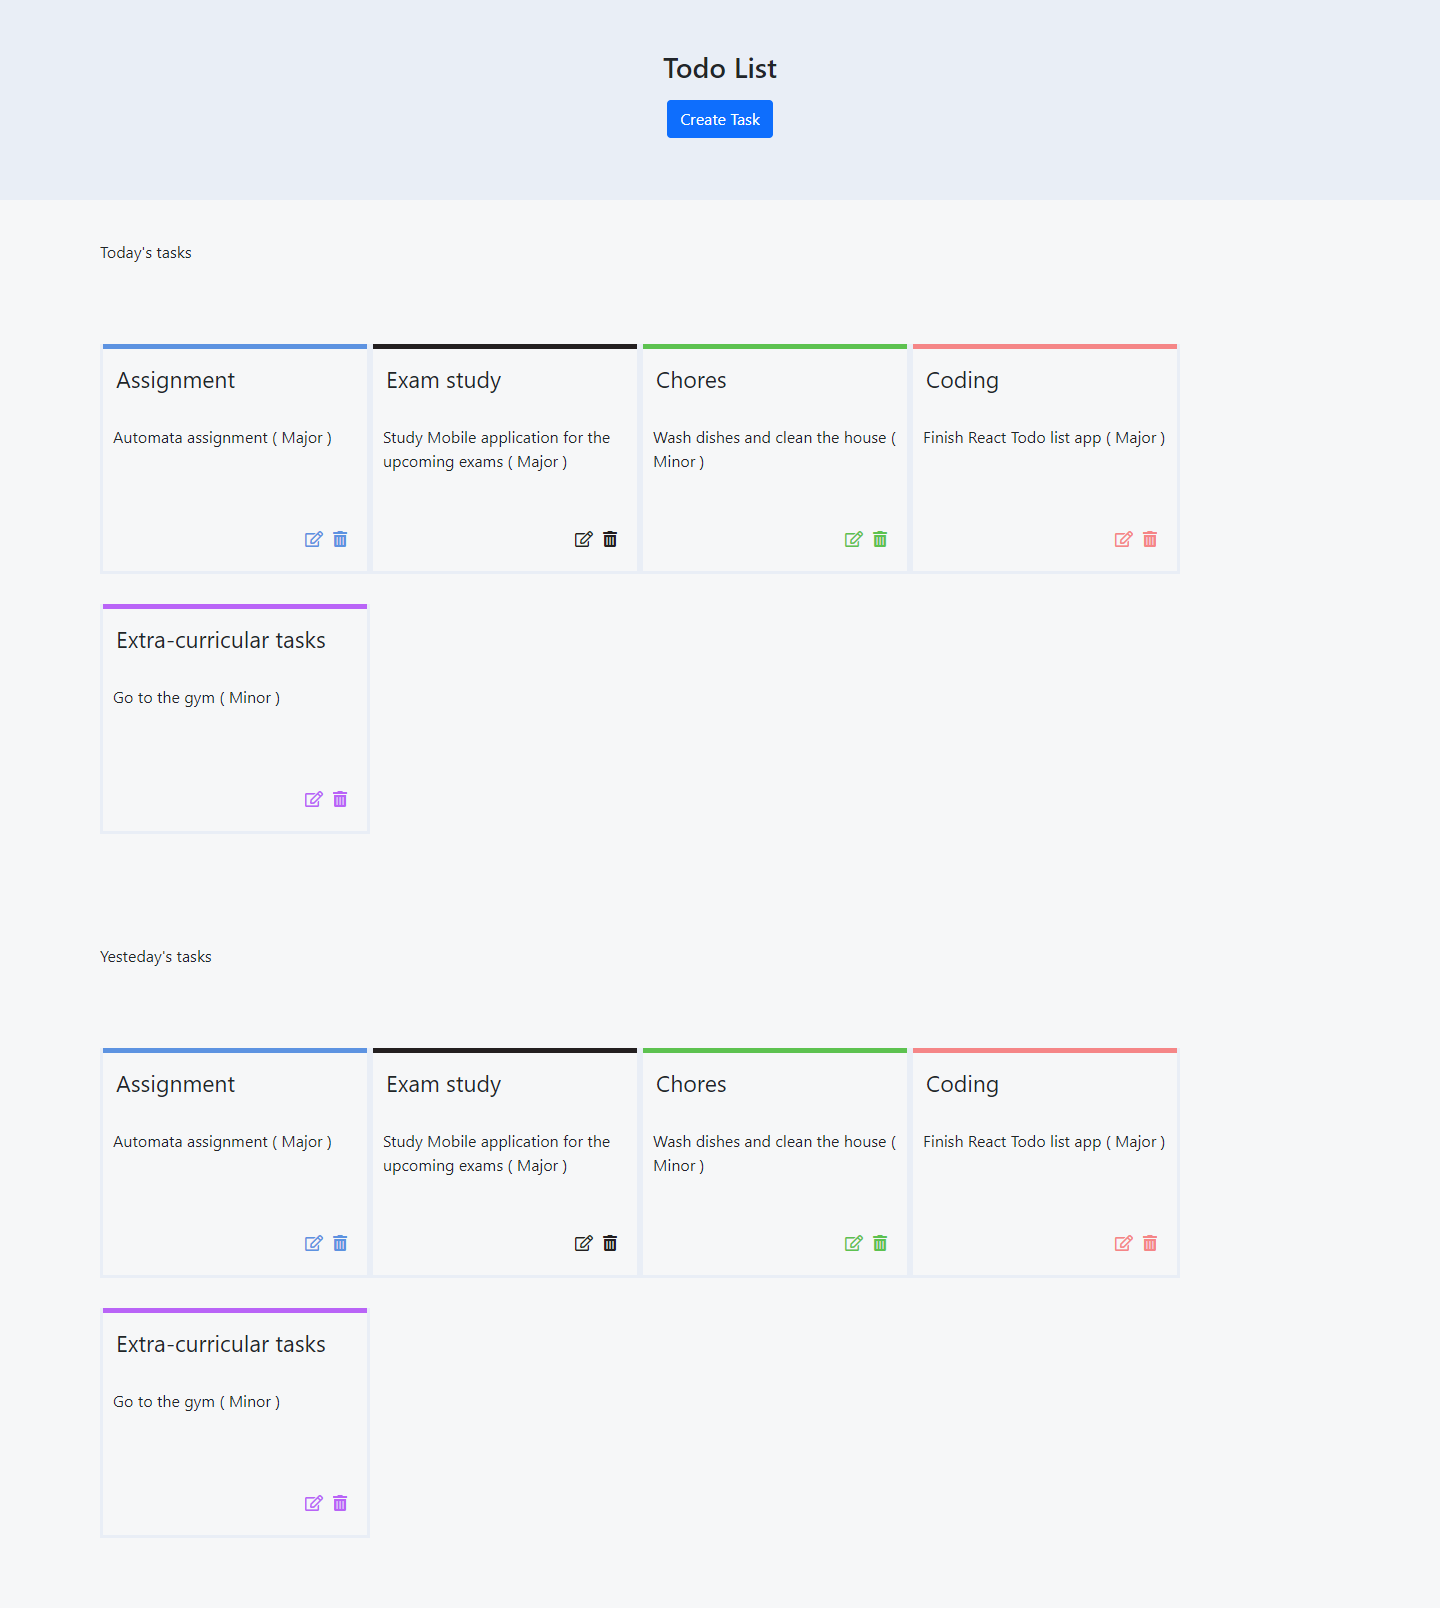 Todo List
Create Task
Today's tasks
Assignment
Automata assignment ( Major )
Exam study
Study Mobile application for the
upcoming exams ( Major )
Chores
Wash dishes and clean the house (
Minor )
Coding
Finish React Todo list app ( Major )
Extra-curricular tasks
Go to the gym ( Minor )
Yesteday's tasks
Assignment
Automata assignment ( Major )
Exam study
Study Mobile application for the
upcoming exams ( Major )
Chores
Wash dishes and clean the house (
Minor )
Coding
Finish React Todo list app ( Major )
Extra-curricular tasks
Go to the gym ( Minor )